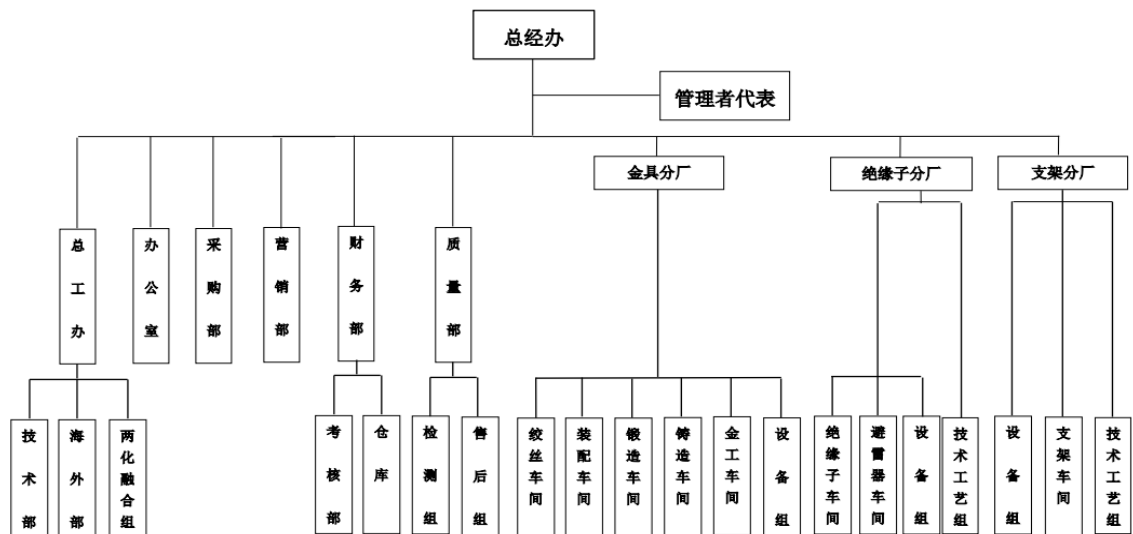 总经办
管理者代表
金具分厂
绝缘子分厂
支架分厂
总工办
办公室
采购部
营销部
财务部
质量部
技术部
海外部
两化融合组
考核部
仓库
检测组
售后组
绞丝车间
装配车间
锻造车间
铸造车间
金工车间
设备组
绝缘子车间
避雷器车间
设备组
技术工艺组
设备组
支架车间
技术工艺组